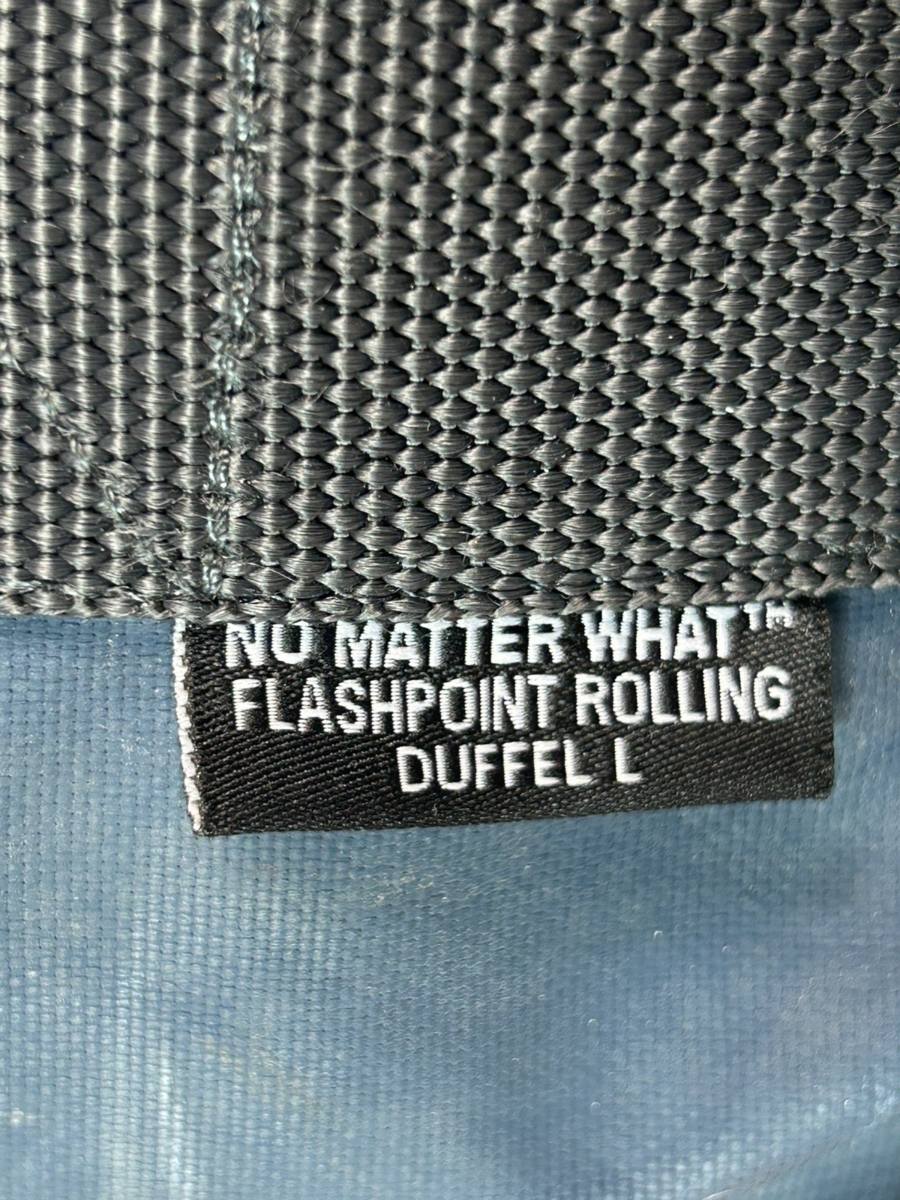 NO MATTER WHAT™
FLASHPOINT ROLLING
DUFFEL L